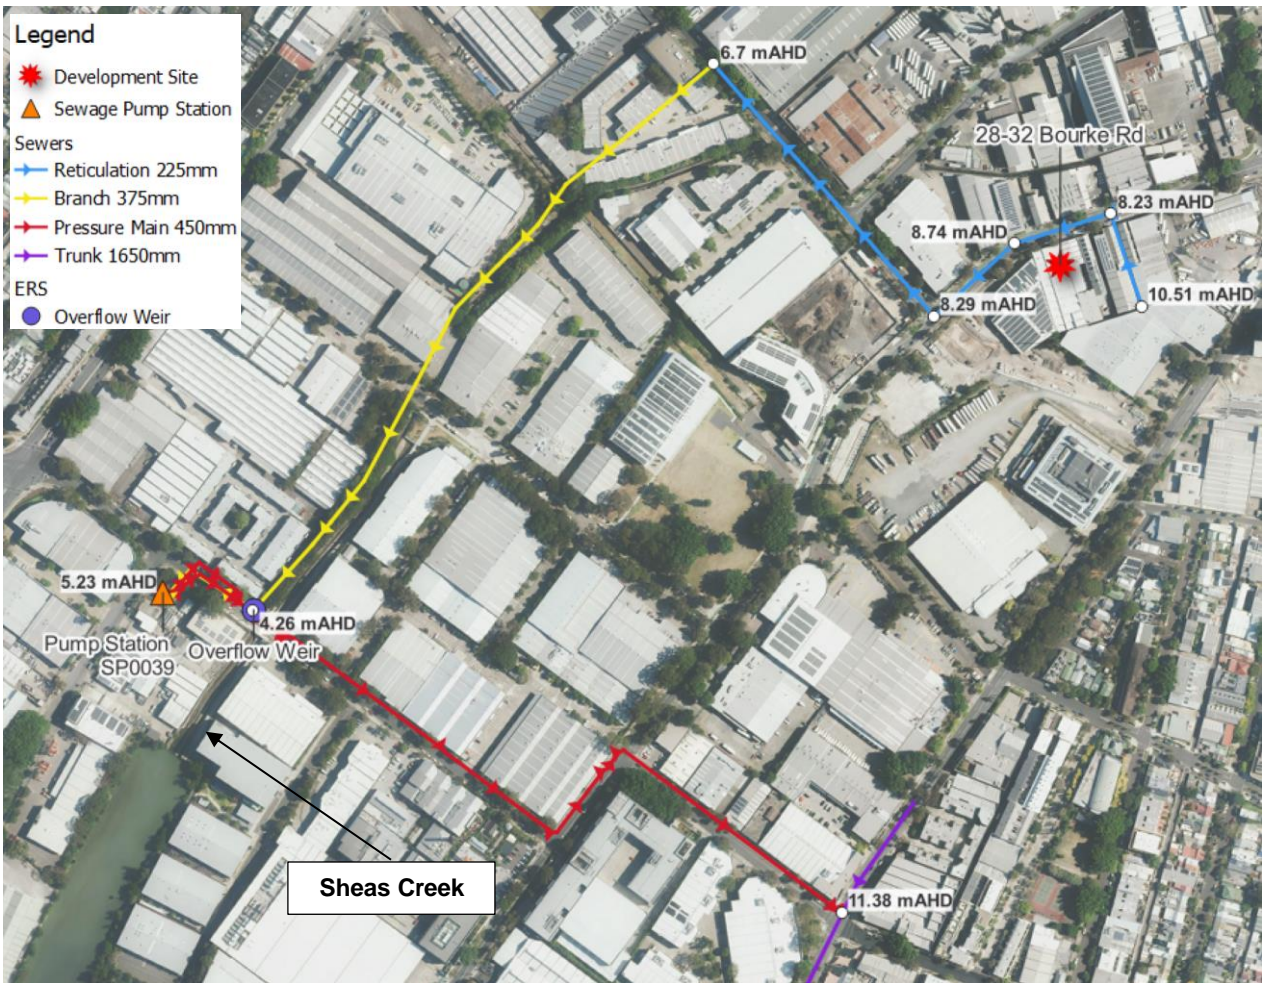 Legend
Development Site
Sewage Pump Station
Sewers
Reticulation 225mm
Branch 375mm
Pressure Main 450mm
Trunk 1650mm
ERS
Overflow Weir
6.7 mAHD
28-32 Bourke Rd
8.23 mAHD
8.74 mAHD
8.29 mAHD
10.51 mAHD
5.23 mAHD
4.26 mAHD
Pump Station
SP0039
Overflow Weir
Sheas Creek
11.38 mAHD